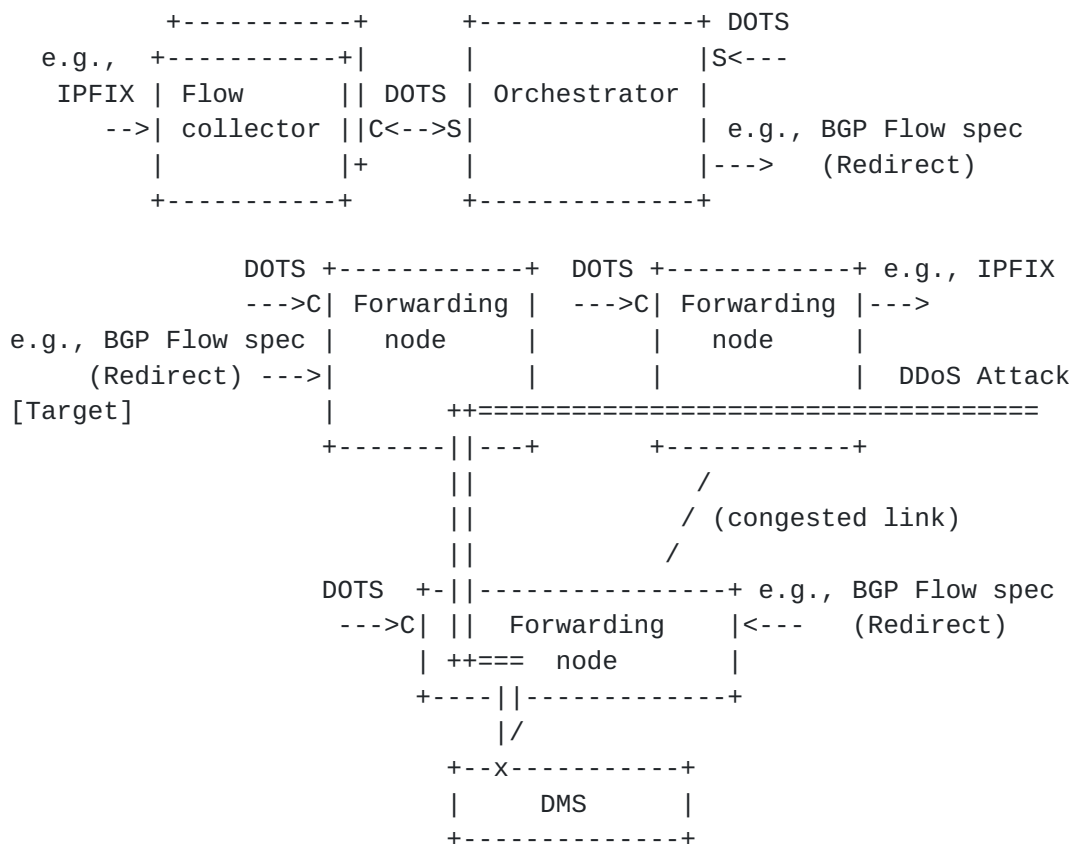 +-----------+      +--------------+ DOTS
  e.g.,  +-----------+|      |              |S<---
   IPFIX | Flow      || DOTS | Orchestrator |
      -->| collector ||C<-->S|              | e.g., BGP Flow spec
         |           |+      |              |--->   (Redirect)
         +-----------+       +--------------+

               DOTS +------------+  DOTS +------------+ e.g., IPFIX
               --->C| Forwarding |  --->C| Forwarding |--->
e.g., BGP Flow spec |   node     |       |   node     |
     (Redirect) --->|            |       |            |  DDoS Attack
[Target]            |       ++====================================
                    +-------||---+       +------------+
                            ||              /
                            ||             / (congested link)
                            ||            /
                    DOTS  +-||----------------+ e.g., BGP Flow spec
                     --->C| ||  Forwarding    |<---   (Redirect)
                          | ++===  node       |
                          +----||-------------+
                               |/
                            +--x-----------+
                            |     DMS      |
                            +--------------+